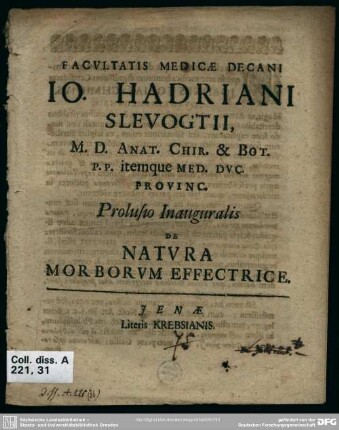 FACVLTATIS MEDICÆ DECANI
IO. HADRIANI
SLEVOGTII,
M. D. ANAT. CHIR. & BOT.
P. P. itemque MED. DVC.
PROVINC.
Prolusio Inauguralis
DE
NATVRA
MORBORVM EFFECTRICE.
JENÆ
Literis KREBSIANIS.
Coll. diss. A
221, 31